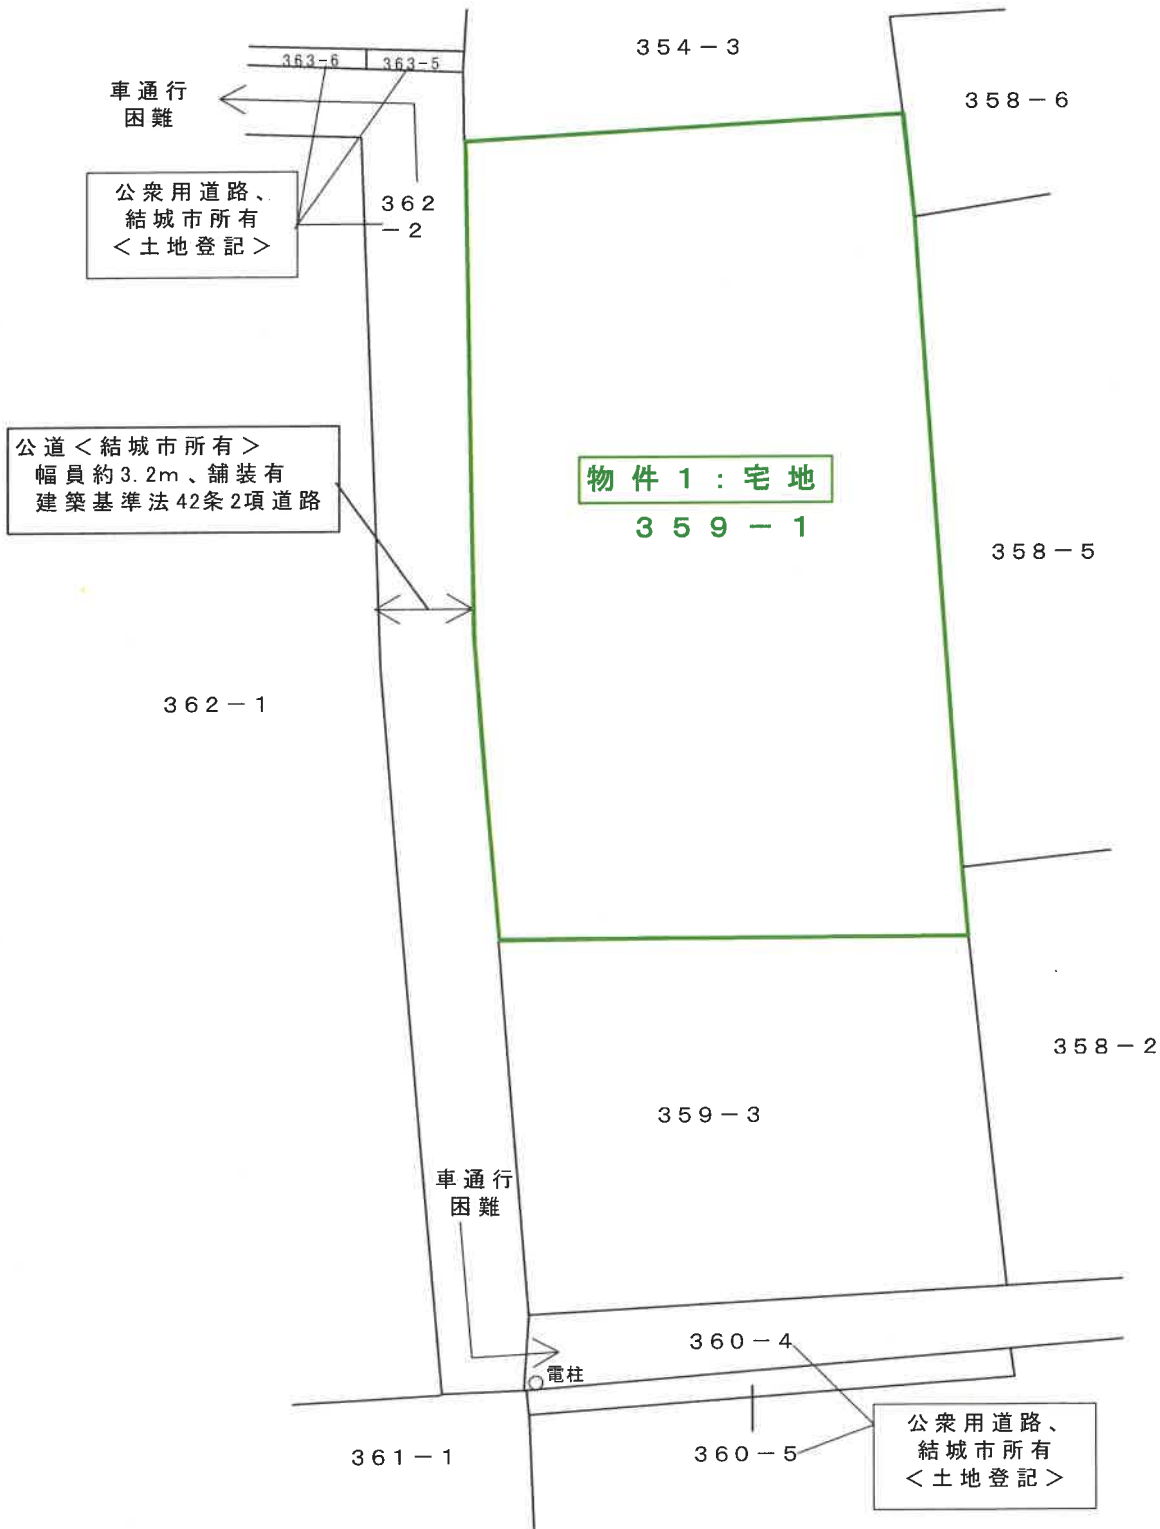 354－3
363-6
363-5
車通行
困難
358－6
公衆用道路、
結城市所有
＜土地登記＞
362
－2
公道＜結城市所有＞
幅員約3.2m、舗装有
建築基準法42条2項道路
物件1：宅地
359－1
358－5
362－1
358－2
359－3
車通行
困難
360－4
電柱
公衆用道路、
結城市所有
＜土地登記＞
361－1
360－5